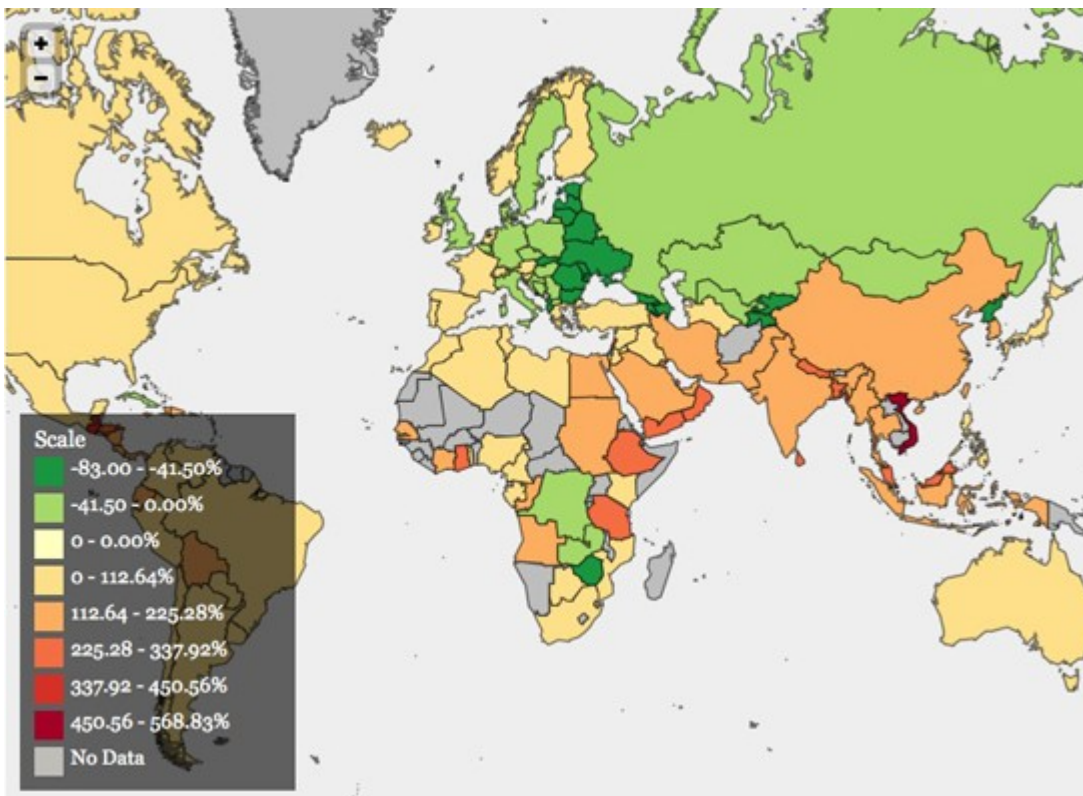 +
−
Scale
-83.00 - -41.50%
-41.50 - 0.00%
0 - 0.00%
0 - 112.64%
112.64 - 225.28%
225.28 - 337.92%
337.92 - 450.56%
450.56 - 568.83%
No Data